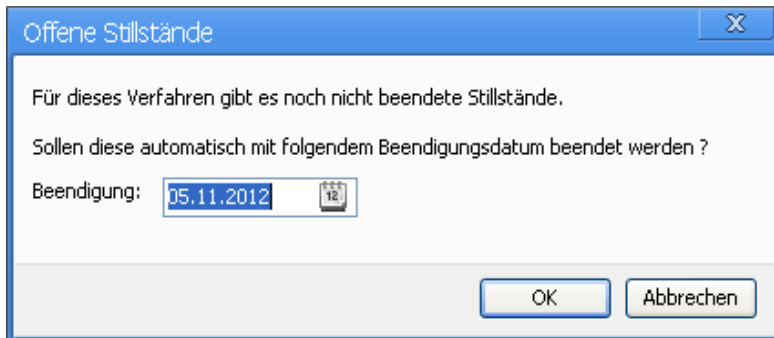 Offene Stillstände
Für dieses Verfahren gibt es noch nicht beendete Stillstände.
Sollen diese automatisch mit folgendem Beendigungsdatum beendet werden ?
Beendigung: 05.11.2012 12
OK Abbrechen